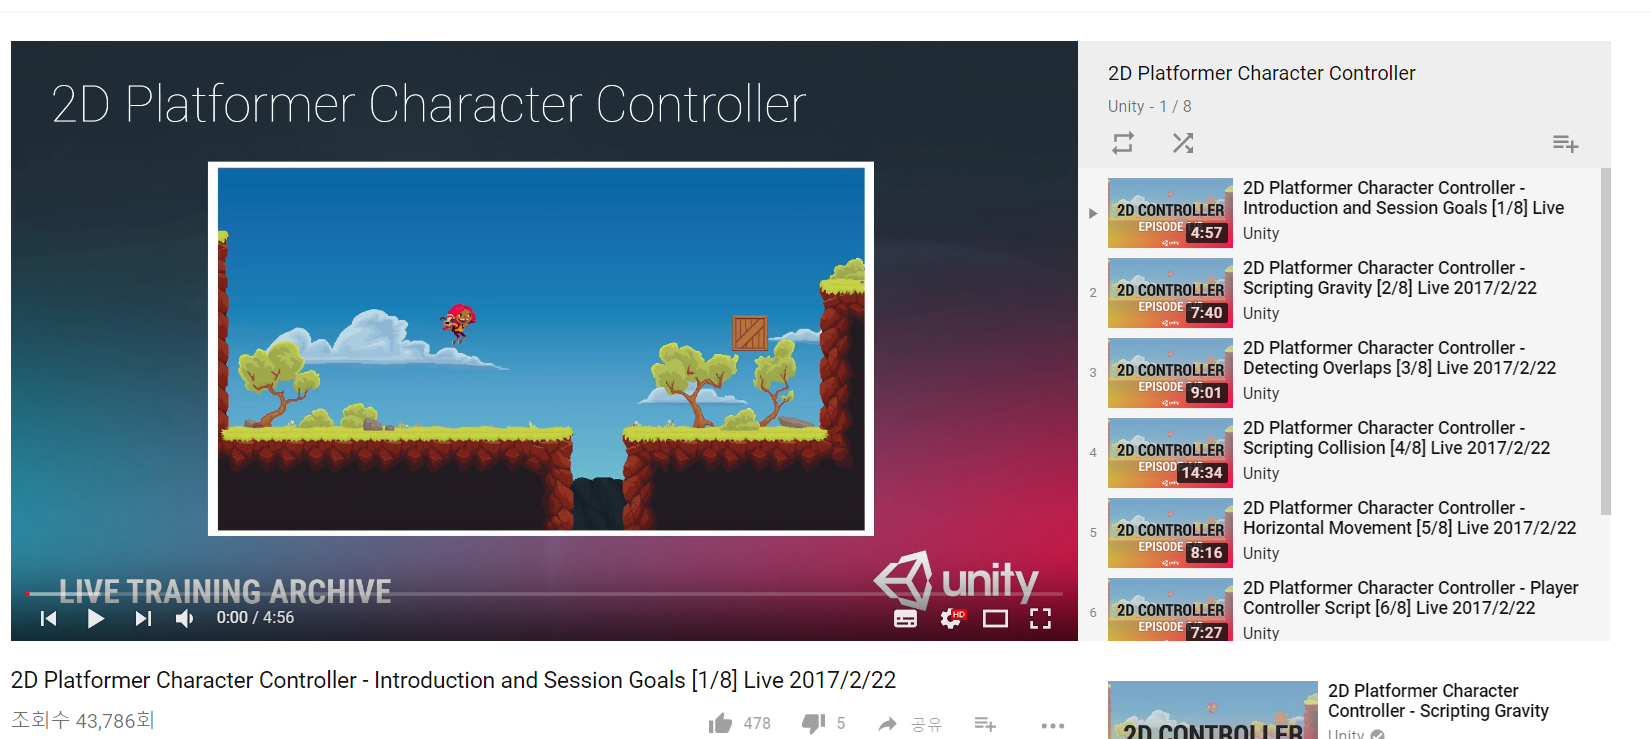 2D Platformer Character Controller
LIVE TRAINING ARCHIVE
unity
0:00 / 4:56
HD
2D Platformer Character Controller - Introduction and Session Goals [1/8] Live 2017/2/22
조회수 43,786회
478
5
공유
2D Platformer Character Controller
Unity - 1 / 8
2D CONTROLLER
EPISODE
4:57
unity
2D Platformer Character Controller -
Introduction and Session Goals [1/8] Live
Unity
2
2D CONTROLLER
EPISODE
7:40
unity
2D Platformer Character Controller -
Scripting Gravity [2/8] Live 2017/2/22
Unity
3
2D CONTROLLER
EPISODE
9:01
unity
2D Platformer Character Controller -
Detecting Overlaps [3/8] Live 2017/2/22
Unity
4
2D CONTROLLER
EPISOD
14:34
unity
2D Platformer Character Controller -
Scripting Collision [4/8] Live 2017/2/22
Unity
5
2D CONTROLLER
EPISODE
8:16
unity
2D Platformer Character Controller -
Horizontal Movement [5/8] Live 2017/2/22
Unity
6
2D CONTROLLER
EPISODE
7:27
2D Platformer Character Controller - Player
Controller Script [6/8] Live 2017/2/22
Unity
2D CONTROLLER
2D Platformer Character
Controller - Scripting Gravity
Unity